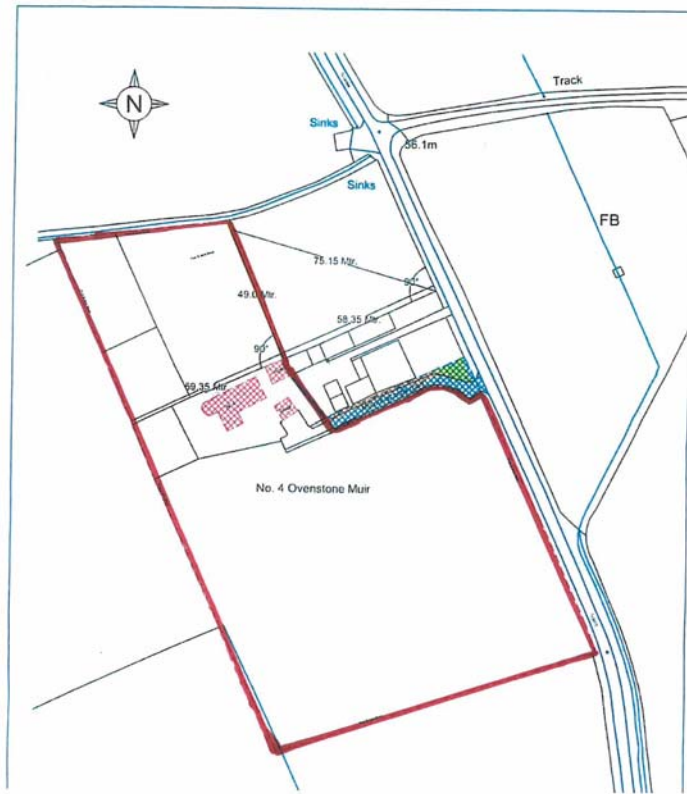 N
Track
Sinks
56.1m
Sinks
FB
75.15 Mtr.
90°
49.0 Mtr.
58.35 Mtr.
90°
59.35 Mtr.
No. 4 Ovenstone Muir